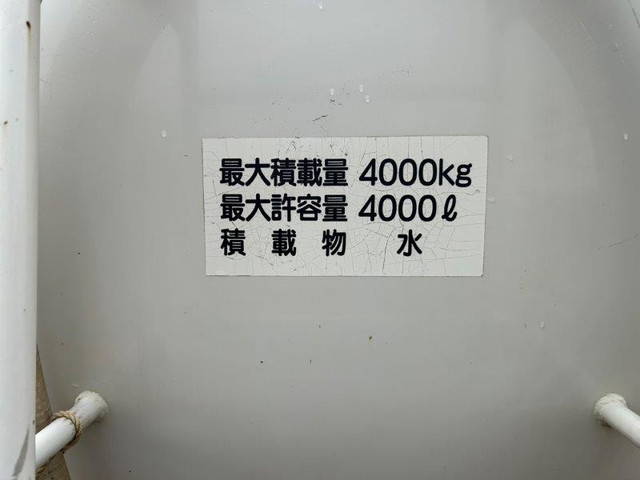 最大積載量 4000kg
最大許容量 4000ℓ
積載物 水